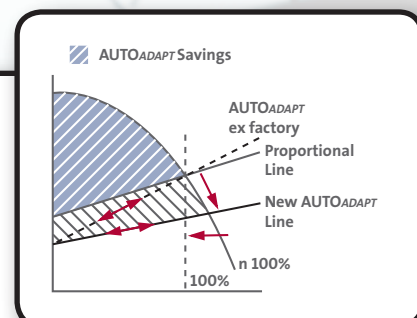 AUTOADAPT Savings
AUTOADAPT
ex factory
Proportional
Line
New AUTOADAPT
Line
n 100%
100%